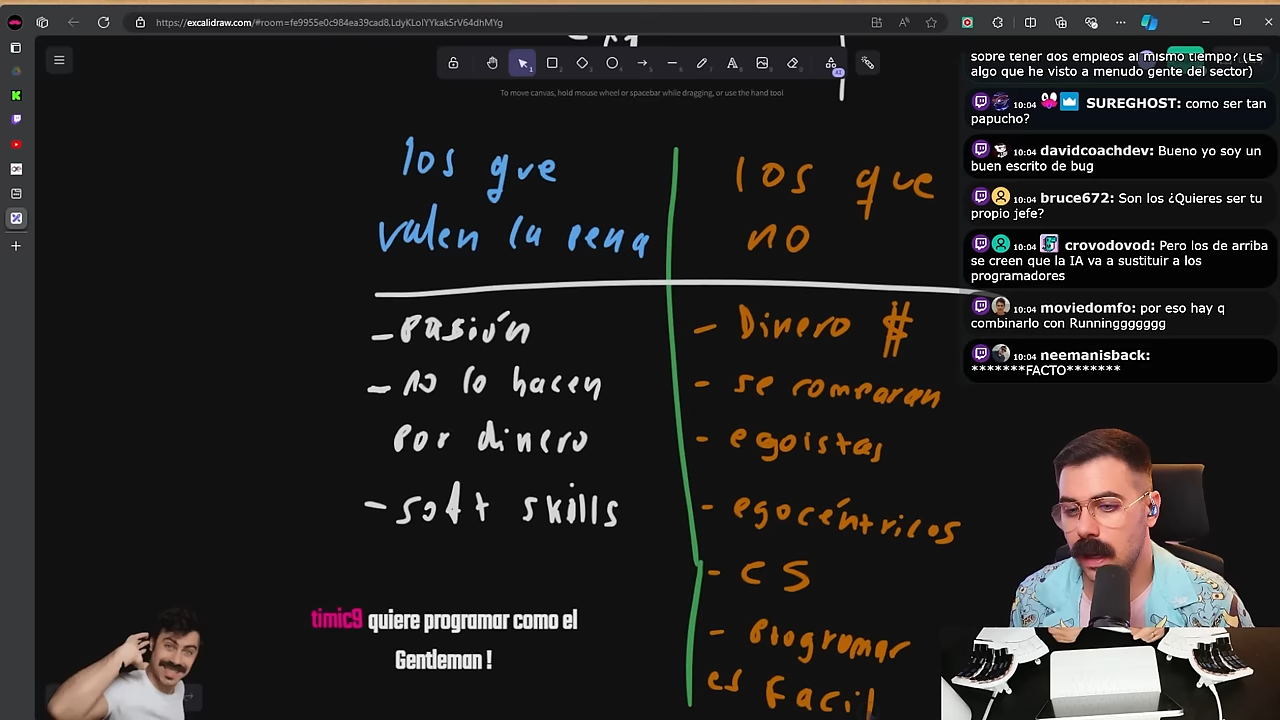 https://excalidraw.com/#room=fe9955e0c984ea39cad8,LdyKLoIYYkak5rV64dhMYg
To move canvas, hold mouse wheel or spacebar while dragging, or use the hand tool
los que
valen la pena
- Pasión
- no lo hacen
por dinero
- soft skills
los que
no
- Dinero $
- se comparan
- egoistas
- egocéntricos
- CS
- Programar
es facil
timic9 quiere programar como el
Gentleman !
sobre tener dos empleos al mismo tiempo? (Es
algo que he visto a menudo gente del sector)
10:04 SUREGHOST: como ser tan
papucho?
10:04 davidcoachdev: Bueno yo soy un
buen escrito de bug
10:04 bruce672: Son los ¿Quieres ser tu
propio jefe?
10:04 crovodovod: Pero los de arriba
se creen que la IA va a sustituir a los
programadores
10:04 moviedomfo: por eso hay q
combinarlo con Runningggggg
10:04 neemanisback:
*******FACTO*******